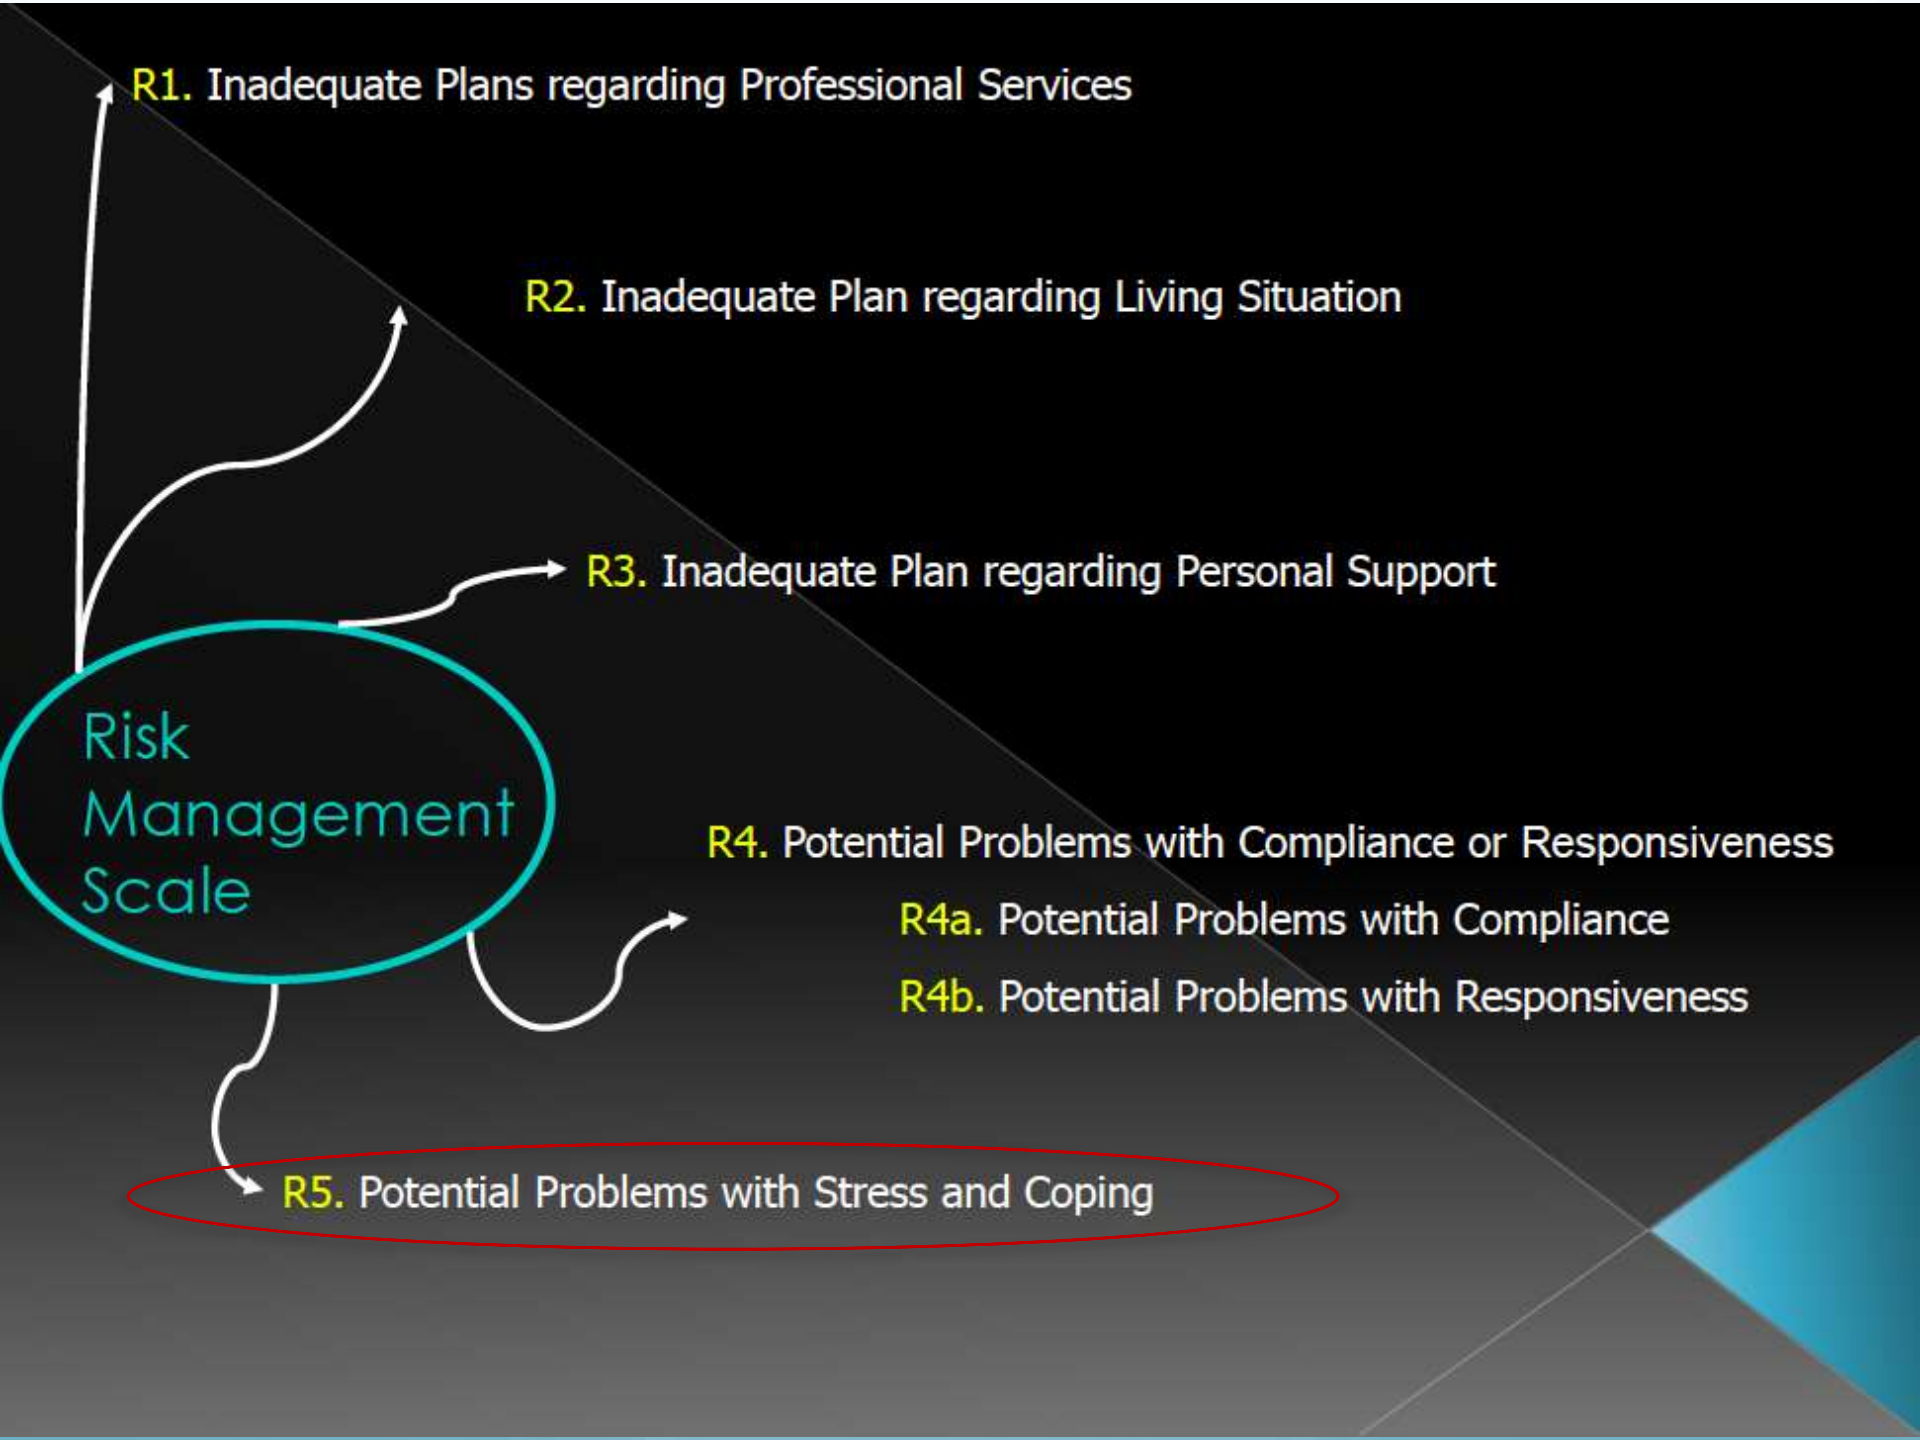 R1. Inadequate Plans regarding Professional Services
R2. Inadequate Plan regarding Living Situation
R3. Inadequate Plan regarding Personal Support
Risk
Management
Scale
R4. Potential Problems with Compliance or Responsiveness
R4a. Potential Problems with Compliance
R4b. Potential Problems with Responsiveness
R5. Potential Problems with Stress and Coping